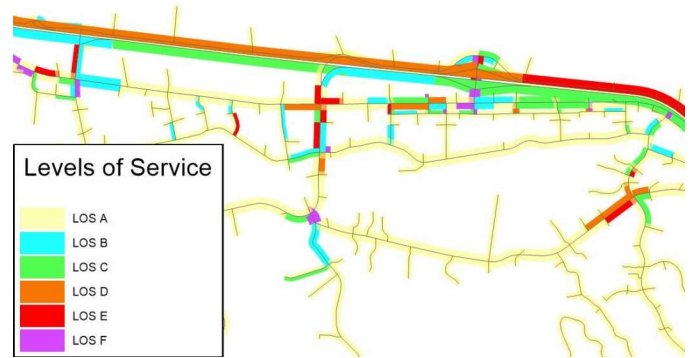 Levels of Service
LOS A
LOS B
LOS C
LOS D
LOS E
LOS F